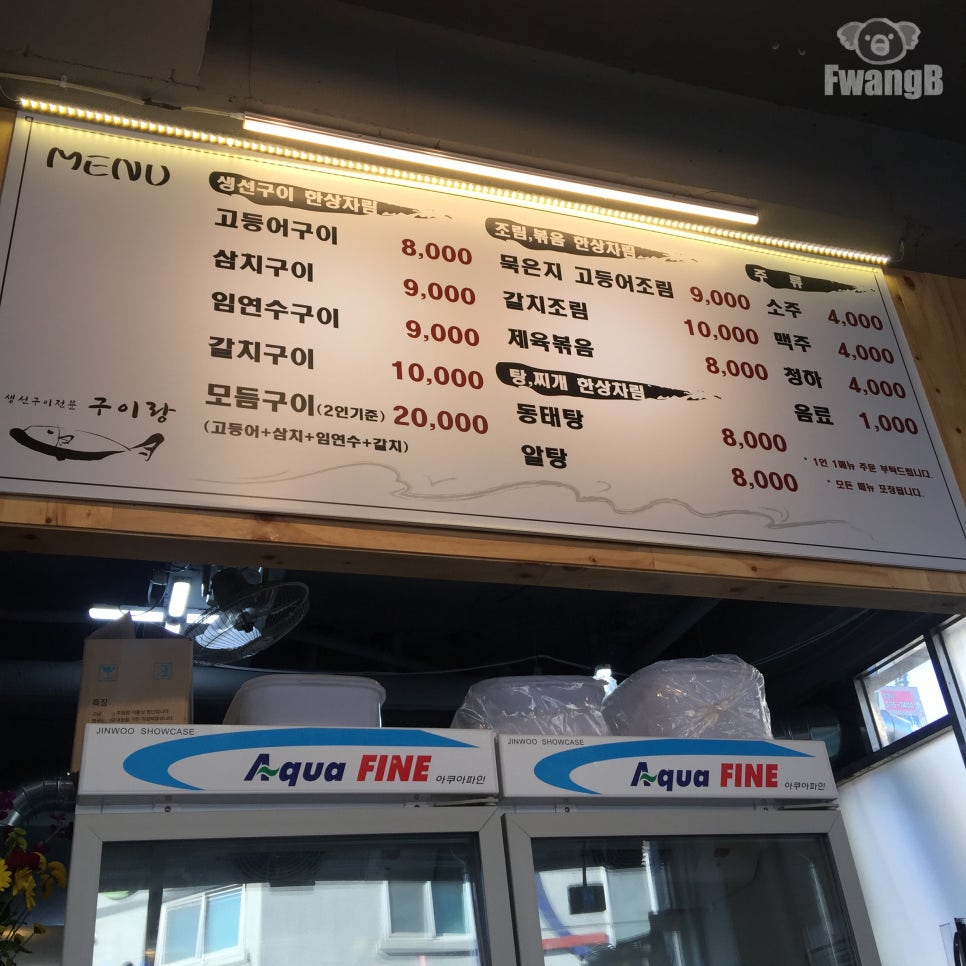 FwangB
MENU
생선구이 한상차림
고등어구이 8,000
삼치구이 9,000
임연수구이 9,000
갈치구이 10,000
모듬구이(2인기준) 20,000
(고등어+삼치+임연수+갈치)
조림,볶음 한상차림
묵은지 고등어조림 9,000
갈치조림 10,000
제육볶음 8,000
탕,찌개 한상차림
동태탕 8,000
알탕 8,000
주 류
소주 4,000
맥주 4,000
청하 4,000
음료 1,000
* 1인 1메뉴 주문 부탁드립니다.
* 모든 메뉴 포장됩니다.
생선구이전문 구이랑
JINWOO SHOWCASE
Aqua FINE 아쿠아파인
JINWOO SHOWCASE
Aqua FINE 아쿠아파인